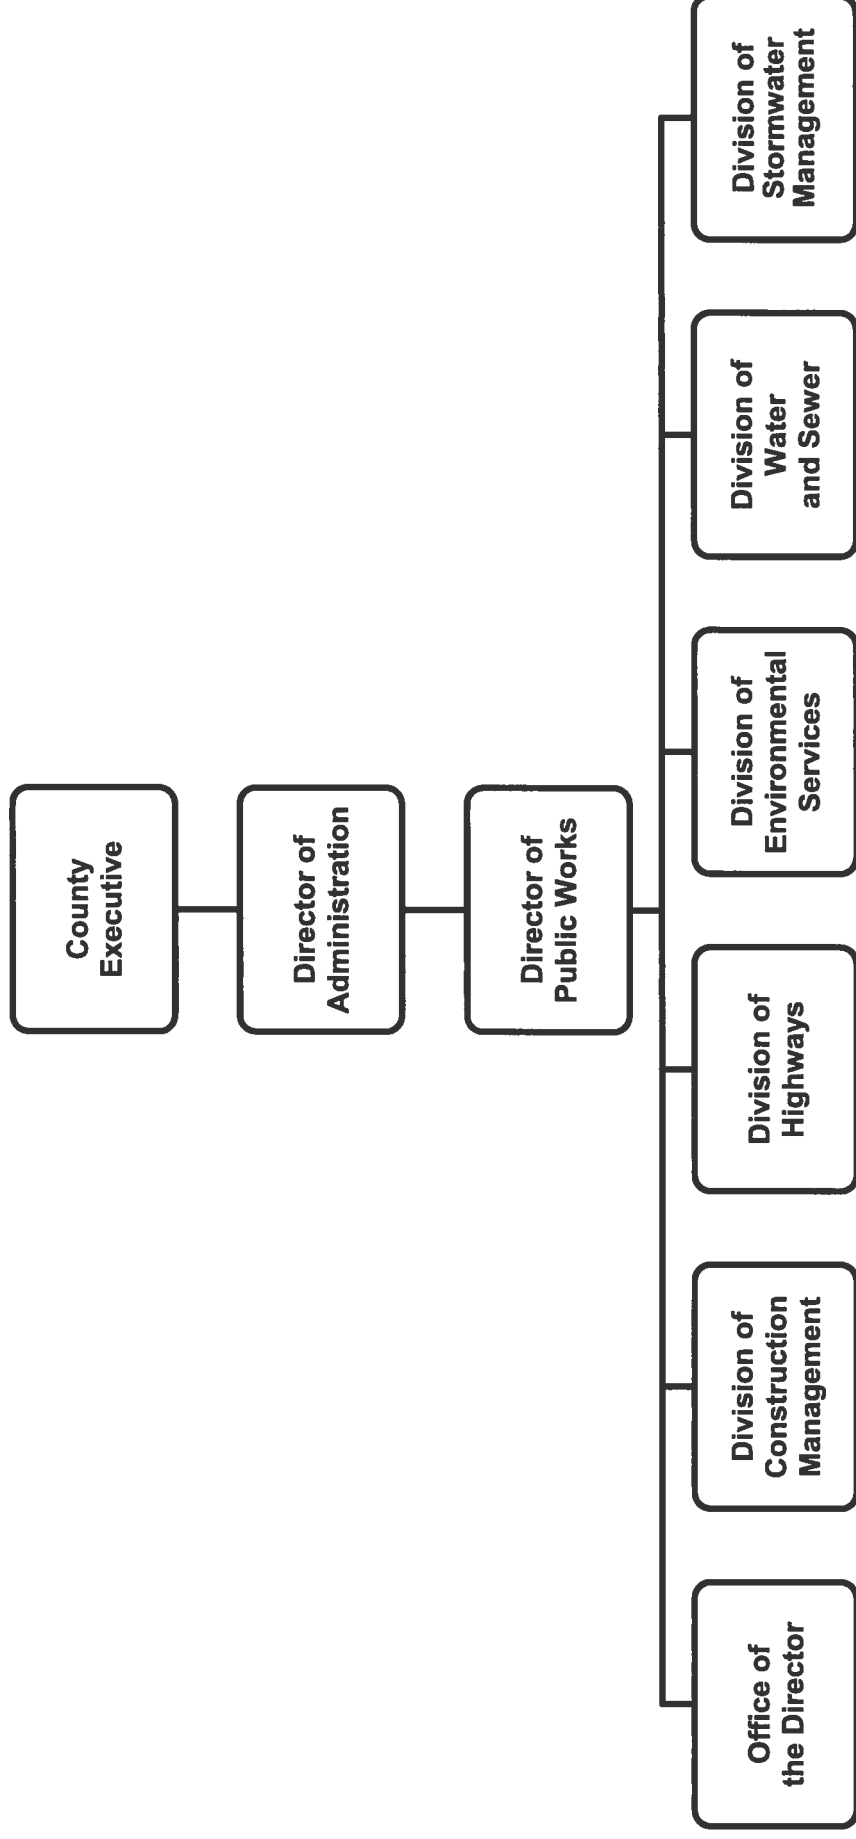 County
Executive
Director of
Administration
Director of
Public Works
Office of
the Director
Division of
Construction
Management
Division of
Highways
Division of
Environmental
Services
Division of
Water
and Sewer
Division of
Stormwater
Management